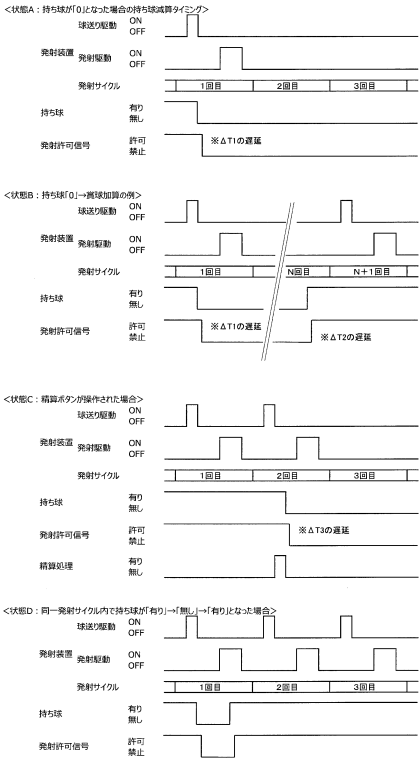 ＜状態A：持ち球が「0」となった場合の持ち球減算タイミング＞
球送り駆動 ON
OFF
発射装置 発射駆動 ON
OFF
発射サイクル 1回目 2回目 3回目
持ち球 有り
無し
発射許可信号 許可 ※ΔT1の遅延
禁止
＜状態B：持ち球「0」→賞球加算の例＞
球送り駆動 ON
OFF
発射装置 発射駆動 ON
OFF
発射サイクル 1回目 N回目 N＋1回目
持ち球 有り
無し
発射許可信号 許可 ※ΔT1の遅延
禁止 ※ΔT2の遅延
＜状態C：精算ボタンが操作された場合＞
球送り駆動 ON
OFF
発射装置 発射駆動 ON
OFF
発射サイクル 1回目 2回目 3回目
持ち球 有り
無し
発射許可信号 許可 ※ΔT3の遅延
禁止
精算処理 有り
無し
＜状態D：同一発射サイクル内で持ち球が「有り」→「無し」→「有り」となった場合＞
球送り駆動 ON
OFF
発射装置 発射駆動 ON
OFF
発射サイクル 1回目 2回目 3回目
持ち球 有り
無し
発射許可信号 許可
禁止